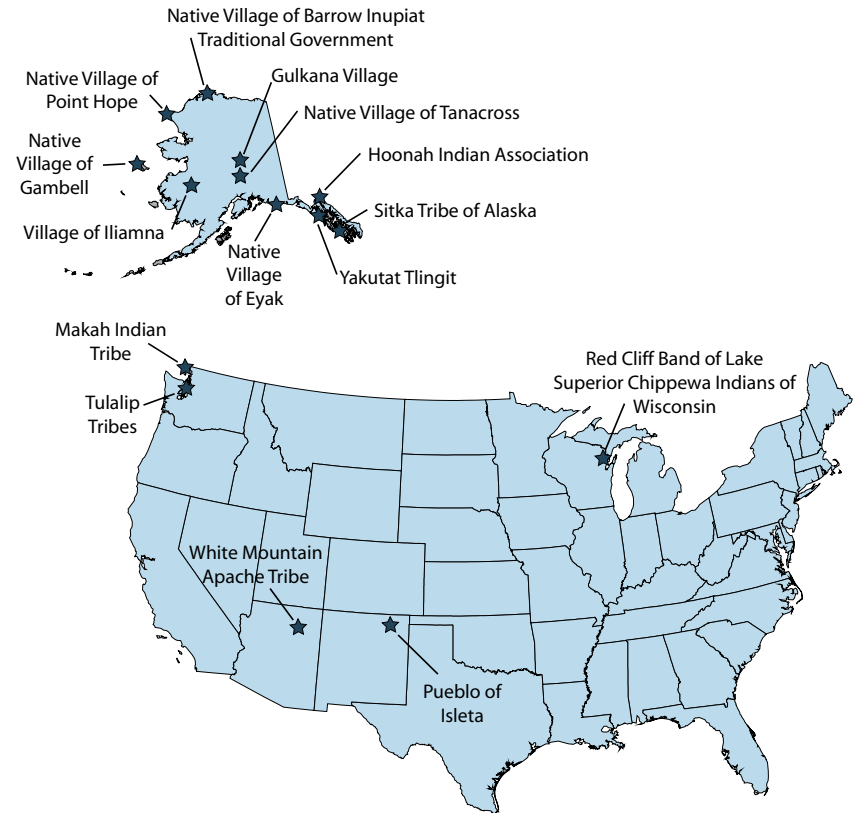 Native Village of Barrow Inupiat
Traditional Government
Gulkana Village
Native Village of
Point Hope
Native Village of Tanacross
Native
Village of
Gambell
Hoonah Indian Association
Sitka Tribe of Alaska
Village of Iliamna
Native
Village
of Eyak
Yakutat Tlingit
Makah Indian
Tribe
Tulalip
Tribes
Red Cliff Band of Lake
Superior Chippewa Indians of
Wisconsin
White Mountain
Apache Tribe
Pueblo of
Isleta